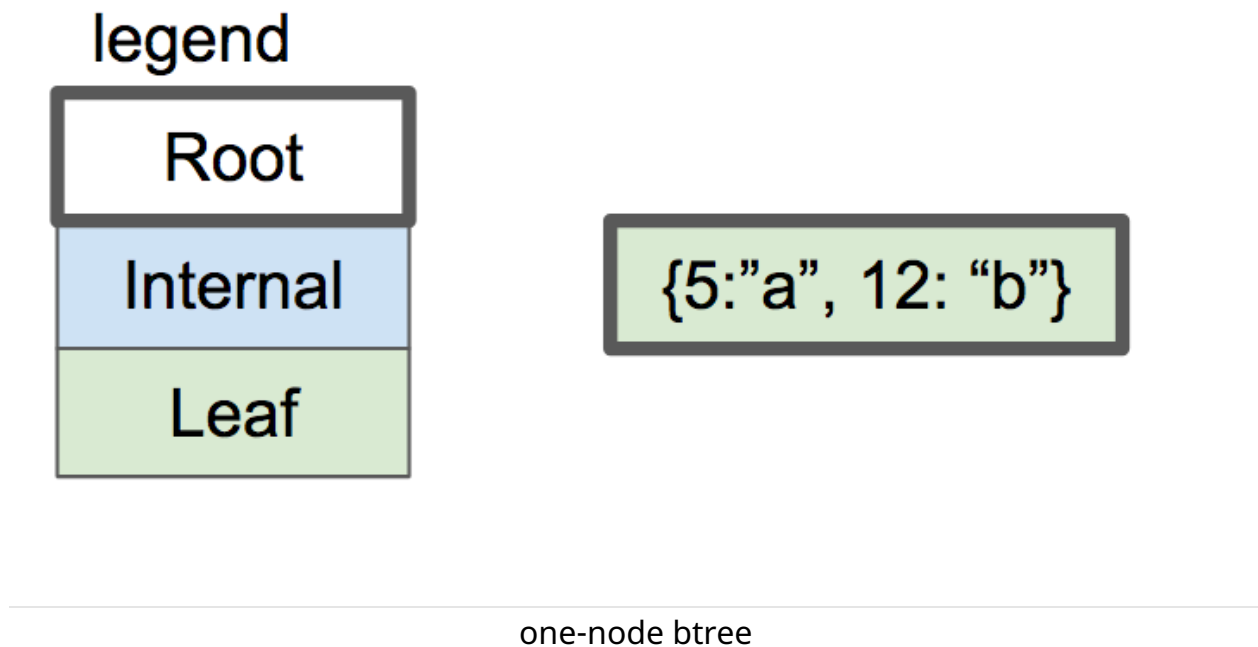 legend
Root
Internal
{5:”a”, 12: “b”}
Leaf
one-node btree